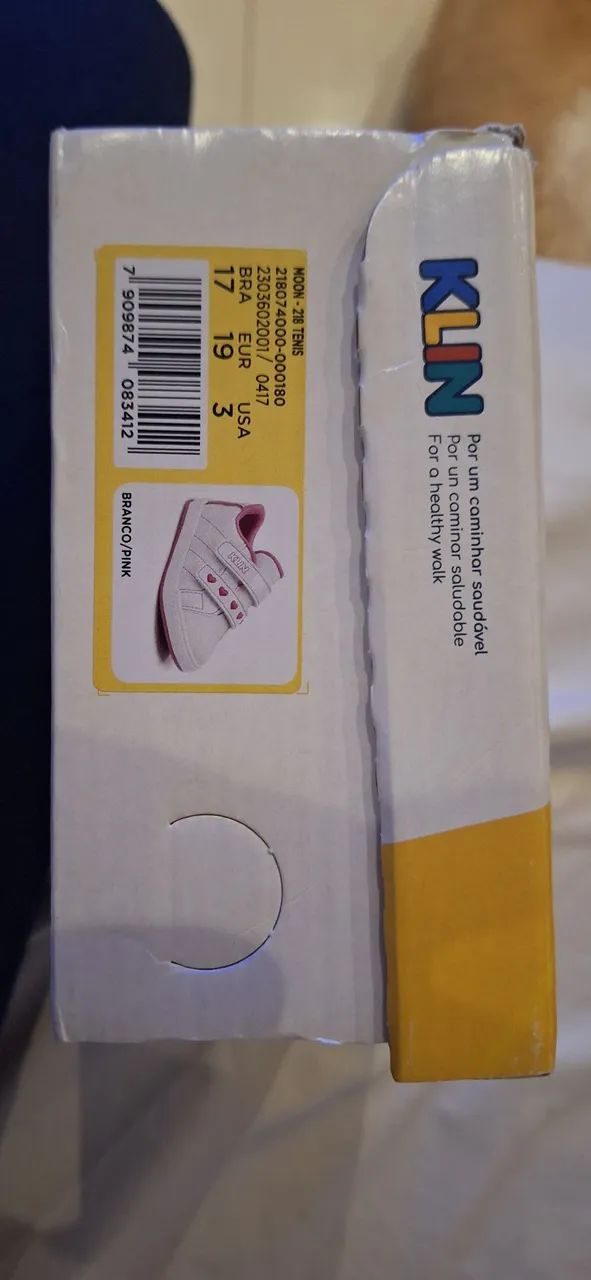 KLIN
Por um caminhar saudável
Por un caminar saludable
For a healthy walk
MOON - 218 TENIS
218074000-000180
2303602001/ 0417
BRA EUR USA
17 19 3
7 909874 083412
KLIN
BRANCO/PINK